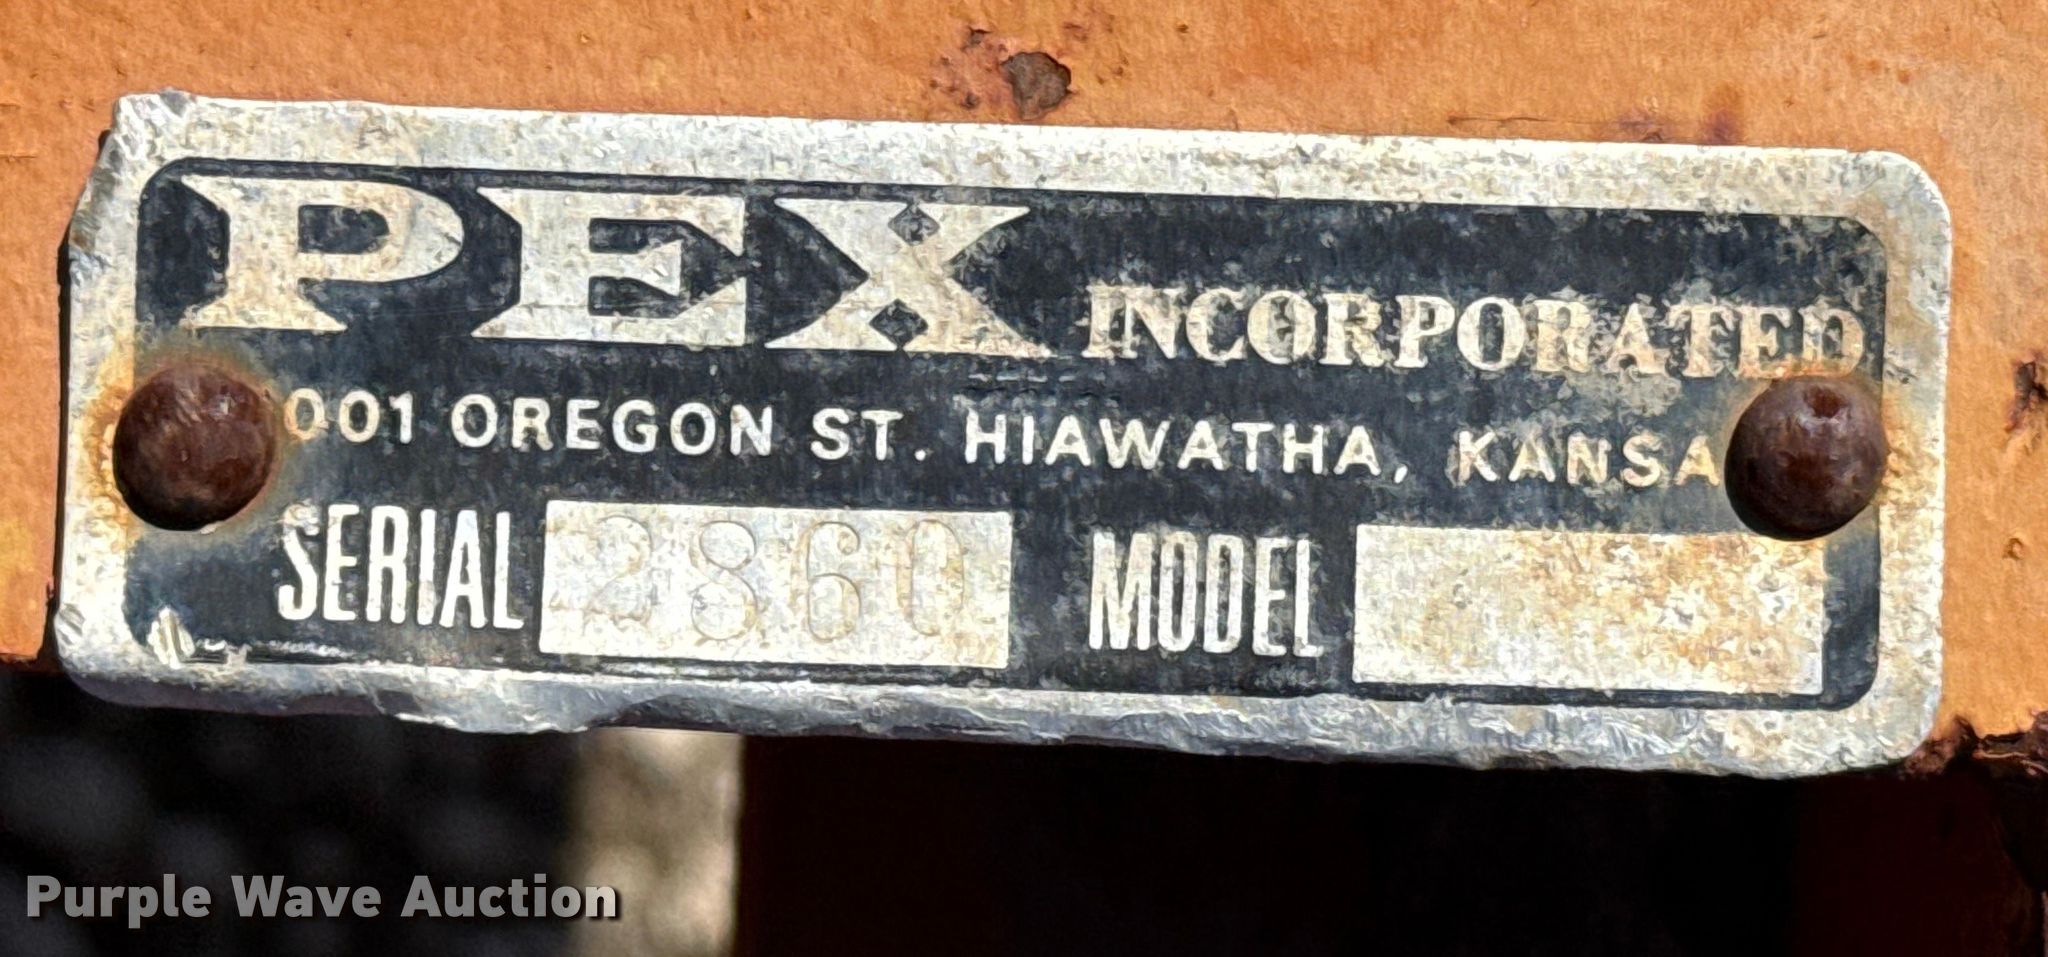 PEX INCORPORATED
001 OREGON ST. HIAWATHA, KANSA
SERIAL 2860 MODEL
Purple Wave Auction